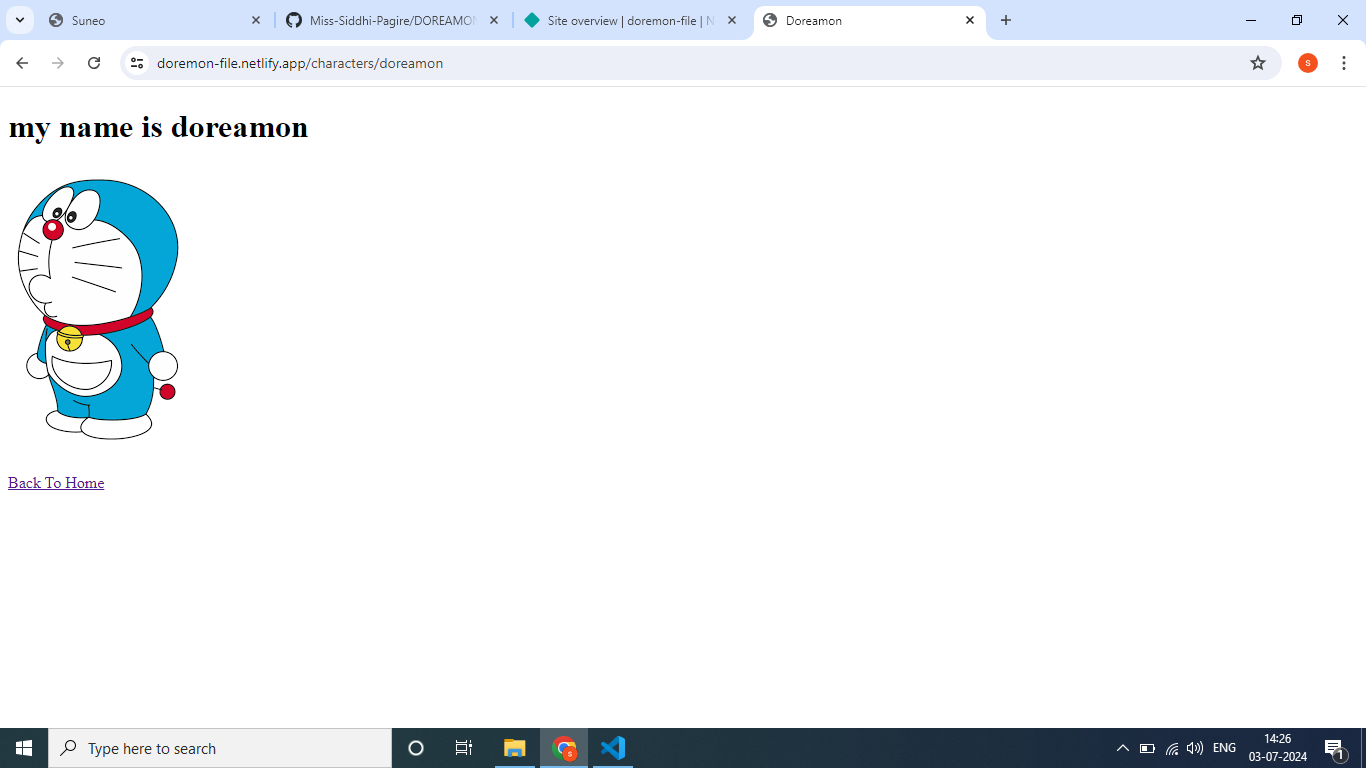 Suneo
Miss-Siddhi-Pagire/DOREAMON
Site overview | doremon-file | N
Doreamon
doremon-file.netlify.app/characters/doreamon
S
my name is doreamon
Back To Home
Type here to search
S
ENG
14:26
03-07-2024
1